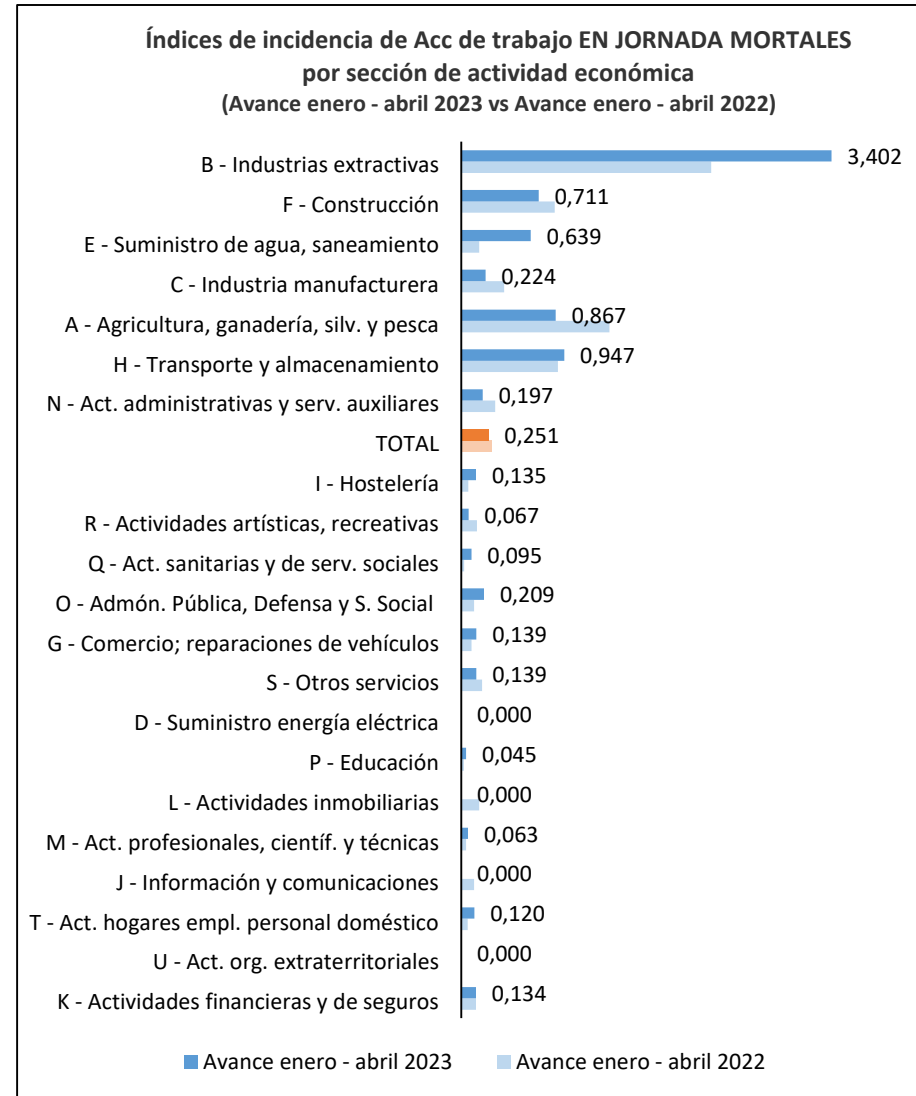 Índices de incidencia de Acc de trabajo EN JORNADA MORTALES
por sección de actividad económica
(Avance enero - abril 2023 vs Avance enero - abril 2022)
B - Industrias extractivas 3,402
F - Construcción 0,711
E - Suministro de agua, saneamiento 0,639
C - Industria manufacturera 0,224
A - Agricultura, ganadería, silv. y pesca 0,867
H - Transporte y almacenamiento 0,947
N - Act. administrativas y serv. auxiliares 0,197
TOTAL 0,251
I - Hostelería 0,135
R - Actividades artísticas, recreativas 0,067
Q - Act. sanitarias y de serv. sociales 0,095
O - Admón. Pública, Defensa y S. Social 0,209
G - Comercio; reparaciones de vehículos 0,139
S - Otros servicios 0,139
D - Suministro energía eléctrica 0,000
P - Educación 0,045
L - Actividades inmobiliarias 0,000
M - Act. profesionales, científ. y técnicas 0,063
J - Información y comunicaciones 0,000
T - Act. hogares empl. personal doméstico 0,120
U - Act. org. extraterritoriales 0,000
K - Actividades financieras y de seguros 0,134
Avance enero - abril 2023 Avance enero - abril 2022